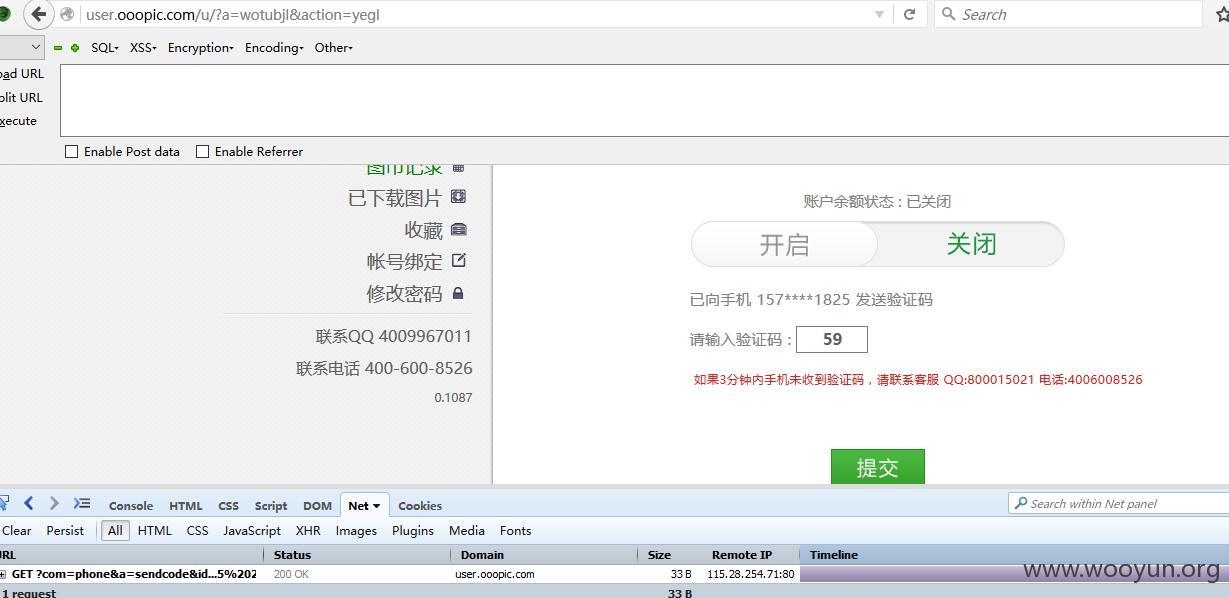 user.ooopic.com/u/?a=wotubjl&action=yegl
Search
SQL▾ XSS▾ Encryption▾ Encoding▾ Other▾
oad URL
plit URL
xecute
Enable Post data Enable Referrer
图币记录
已下载图片
收藏
帐号绑定
修改密码
联系QQ 4009967011
联系电话 400-600-8526
0.1087
账户余额状态 : 已关闭
开启 关闭
已向手机 157****1825 发送验证码
请输入验证码 : 59
如果3分钟内手机未收到验证码，请联系客服 QQ:800015021 电话:4006008526
提交
Console HTML CSS Script DOM Net ▾ Cookies
Search within Net panel
Clear Persist All HTML CSS JavaScript XHR Images Plugins Media Fonts
URL Status Domain Size Remote IP Timeline
GET ?com=phone&a=sendcode&id...5%202 200 OK user.ooopic.com 33 B 115.28.254.71:80
1 request 33 B
www.wooyun.org